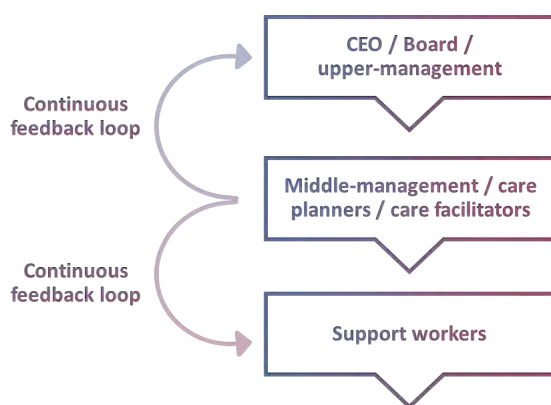 CEO / Board /
upper-management
Continuous
feedback loop
Middle-management / care
planners / care facilitators
Continuous
feedback loop
Support workers